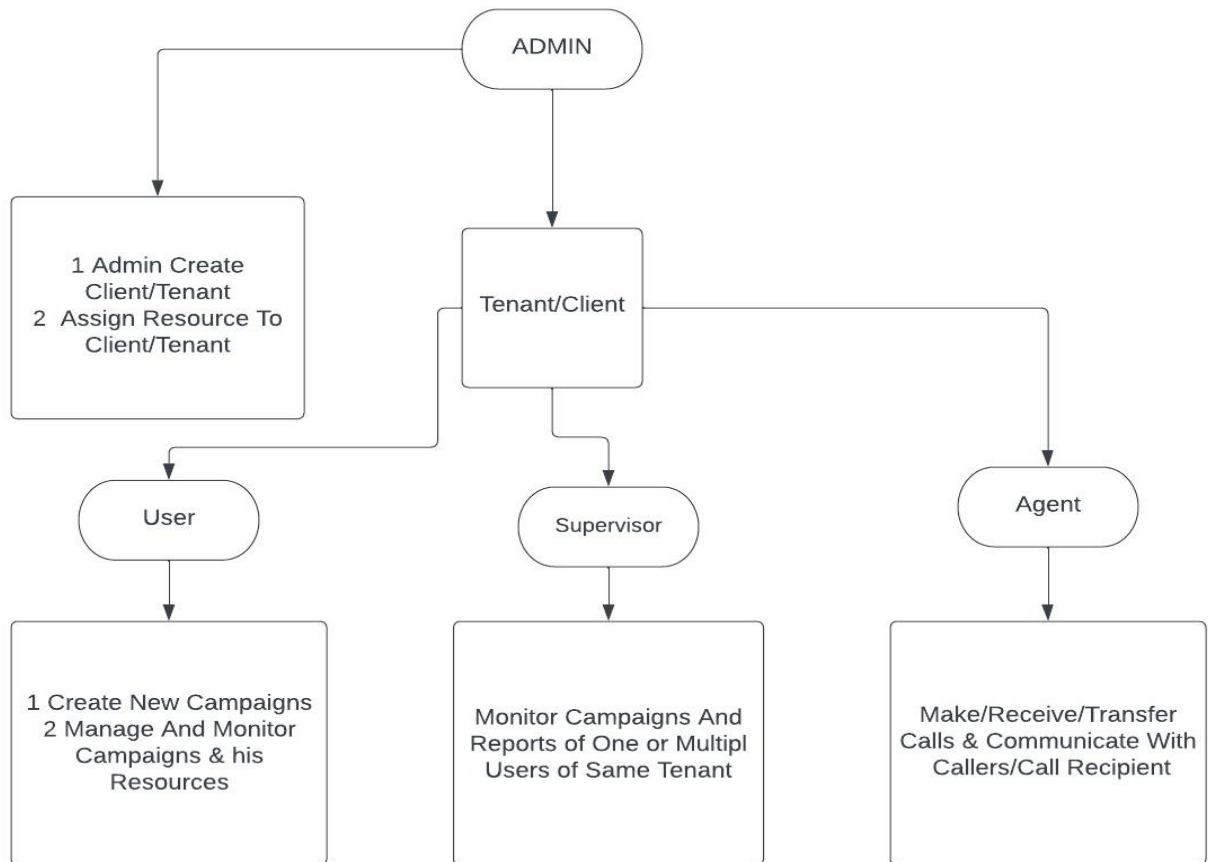 ADMIN
1 Admin Create
Client/Tenant
2 Assign Resource To
Client/Tenant
Tenant/Client
User
Supervisor
Agent
1 Create New Campaigns
2 Manage And Monitor
Campaigns & his
Resources
Monitor Campaigns And
Reports of One or Multipl
Users of Same Tenant
Make/Receive/Transfer
Calls & Communicate With
Callers/Call Recipient